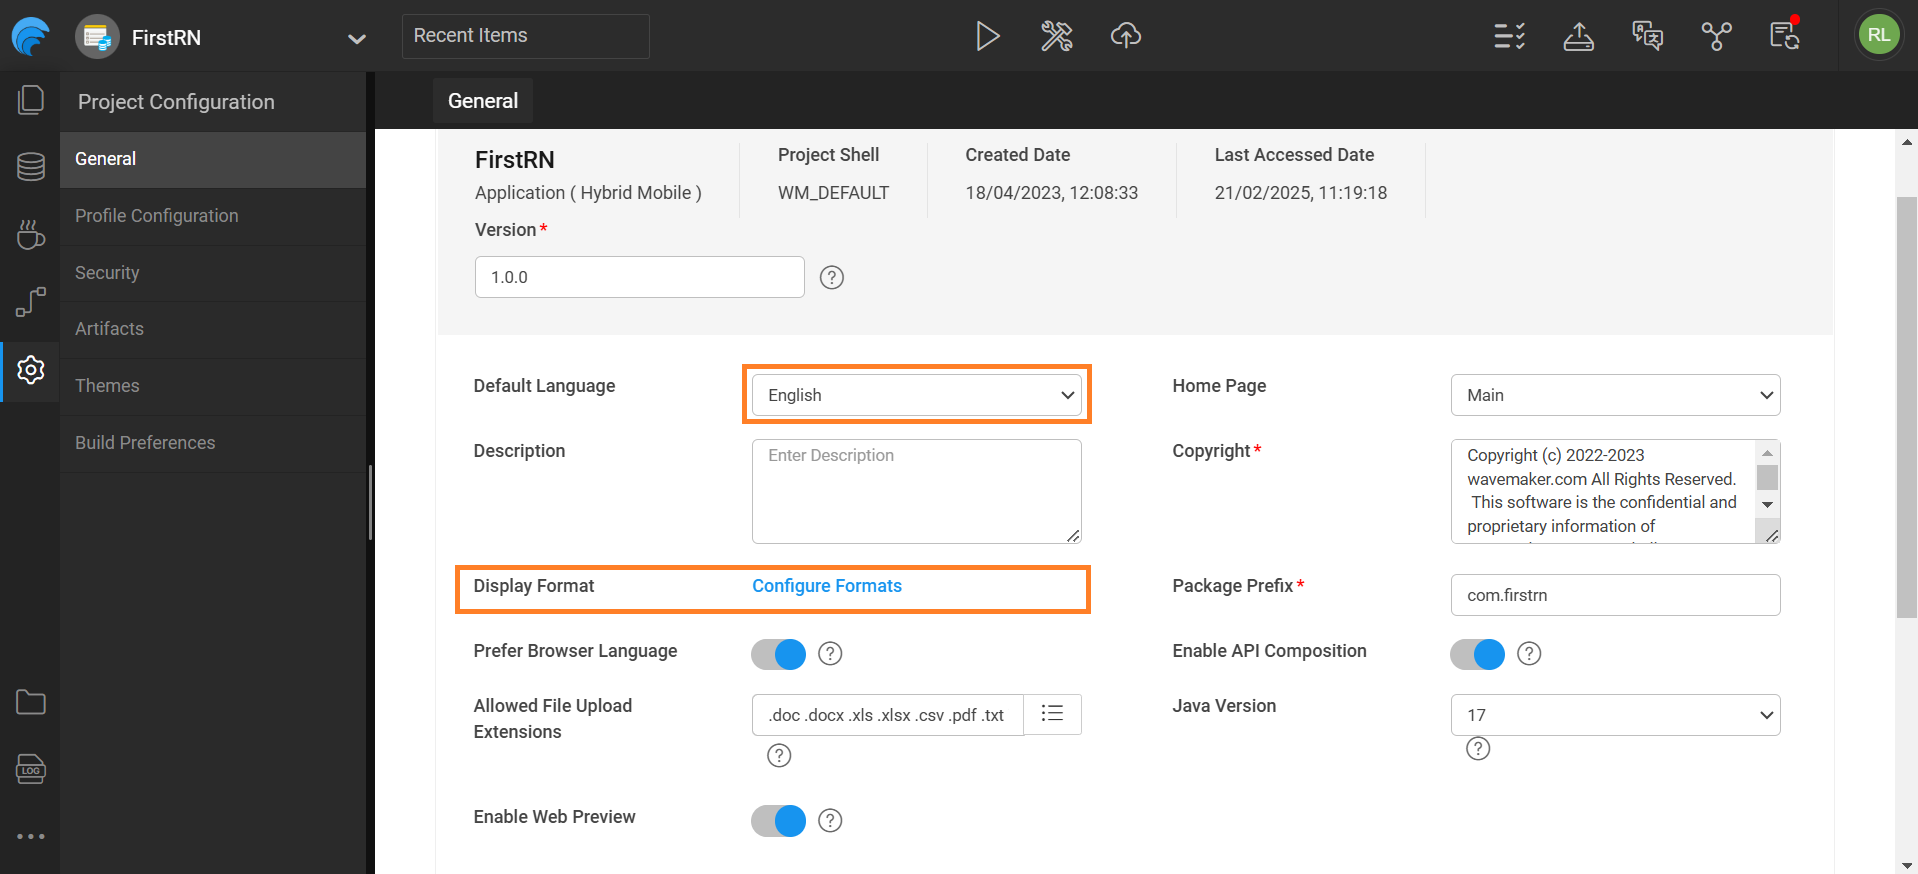 FirstRN
Recent Items
RL
Project Configuration
General
General
Profile Configuration
Security
Artifacts
Themes
Build Preferences
LOG
FirstRN
Application ( Hybrid Mobile )
Project Shell
WM_DEFAULT
Created Date
18/04/2023, 12:08:33
Last Accessed Date
21/02/2025, 11:19:18
Version *
1.0.0
Default Language
English
Home Page
Main
Description
Enter Description
Copyright *
Copyright (c) 2022-2023
wavemaker.com All Rights Reserved.
This software is the confidential and
proprietary information of
Display Format
Configure Formats
Package Prefix *
com.firstrn
Prefer Browser Language
Enable API Composition
Allowed File Upload
Extensions
.doc .docx .xls .xlsx .csv .pdf .txt
Java Version
17
Enable Web Preview